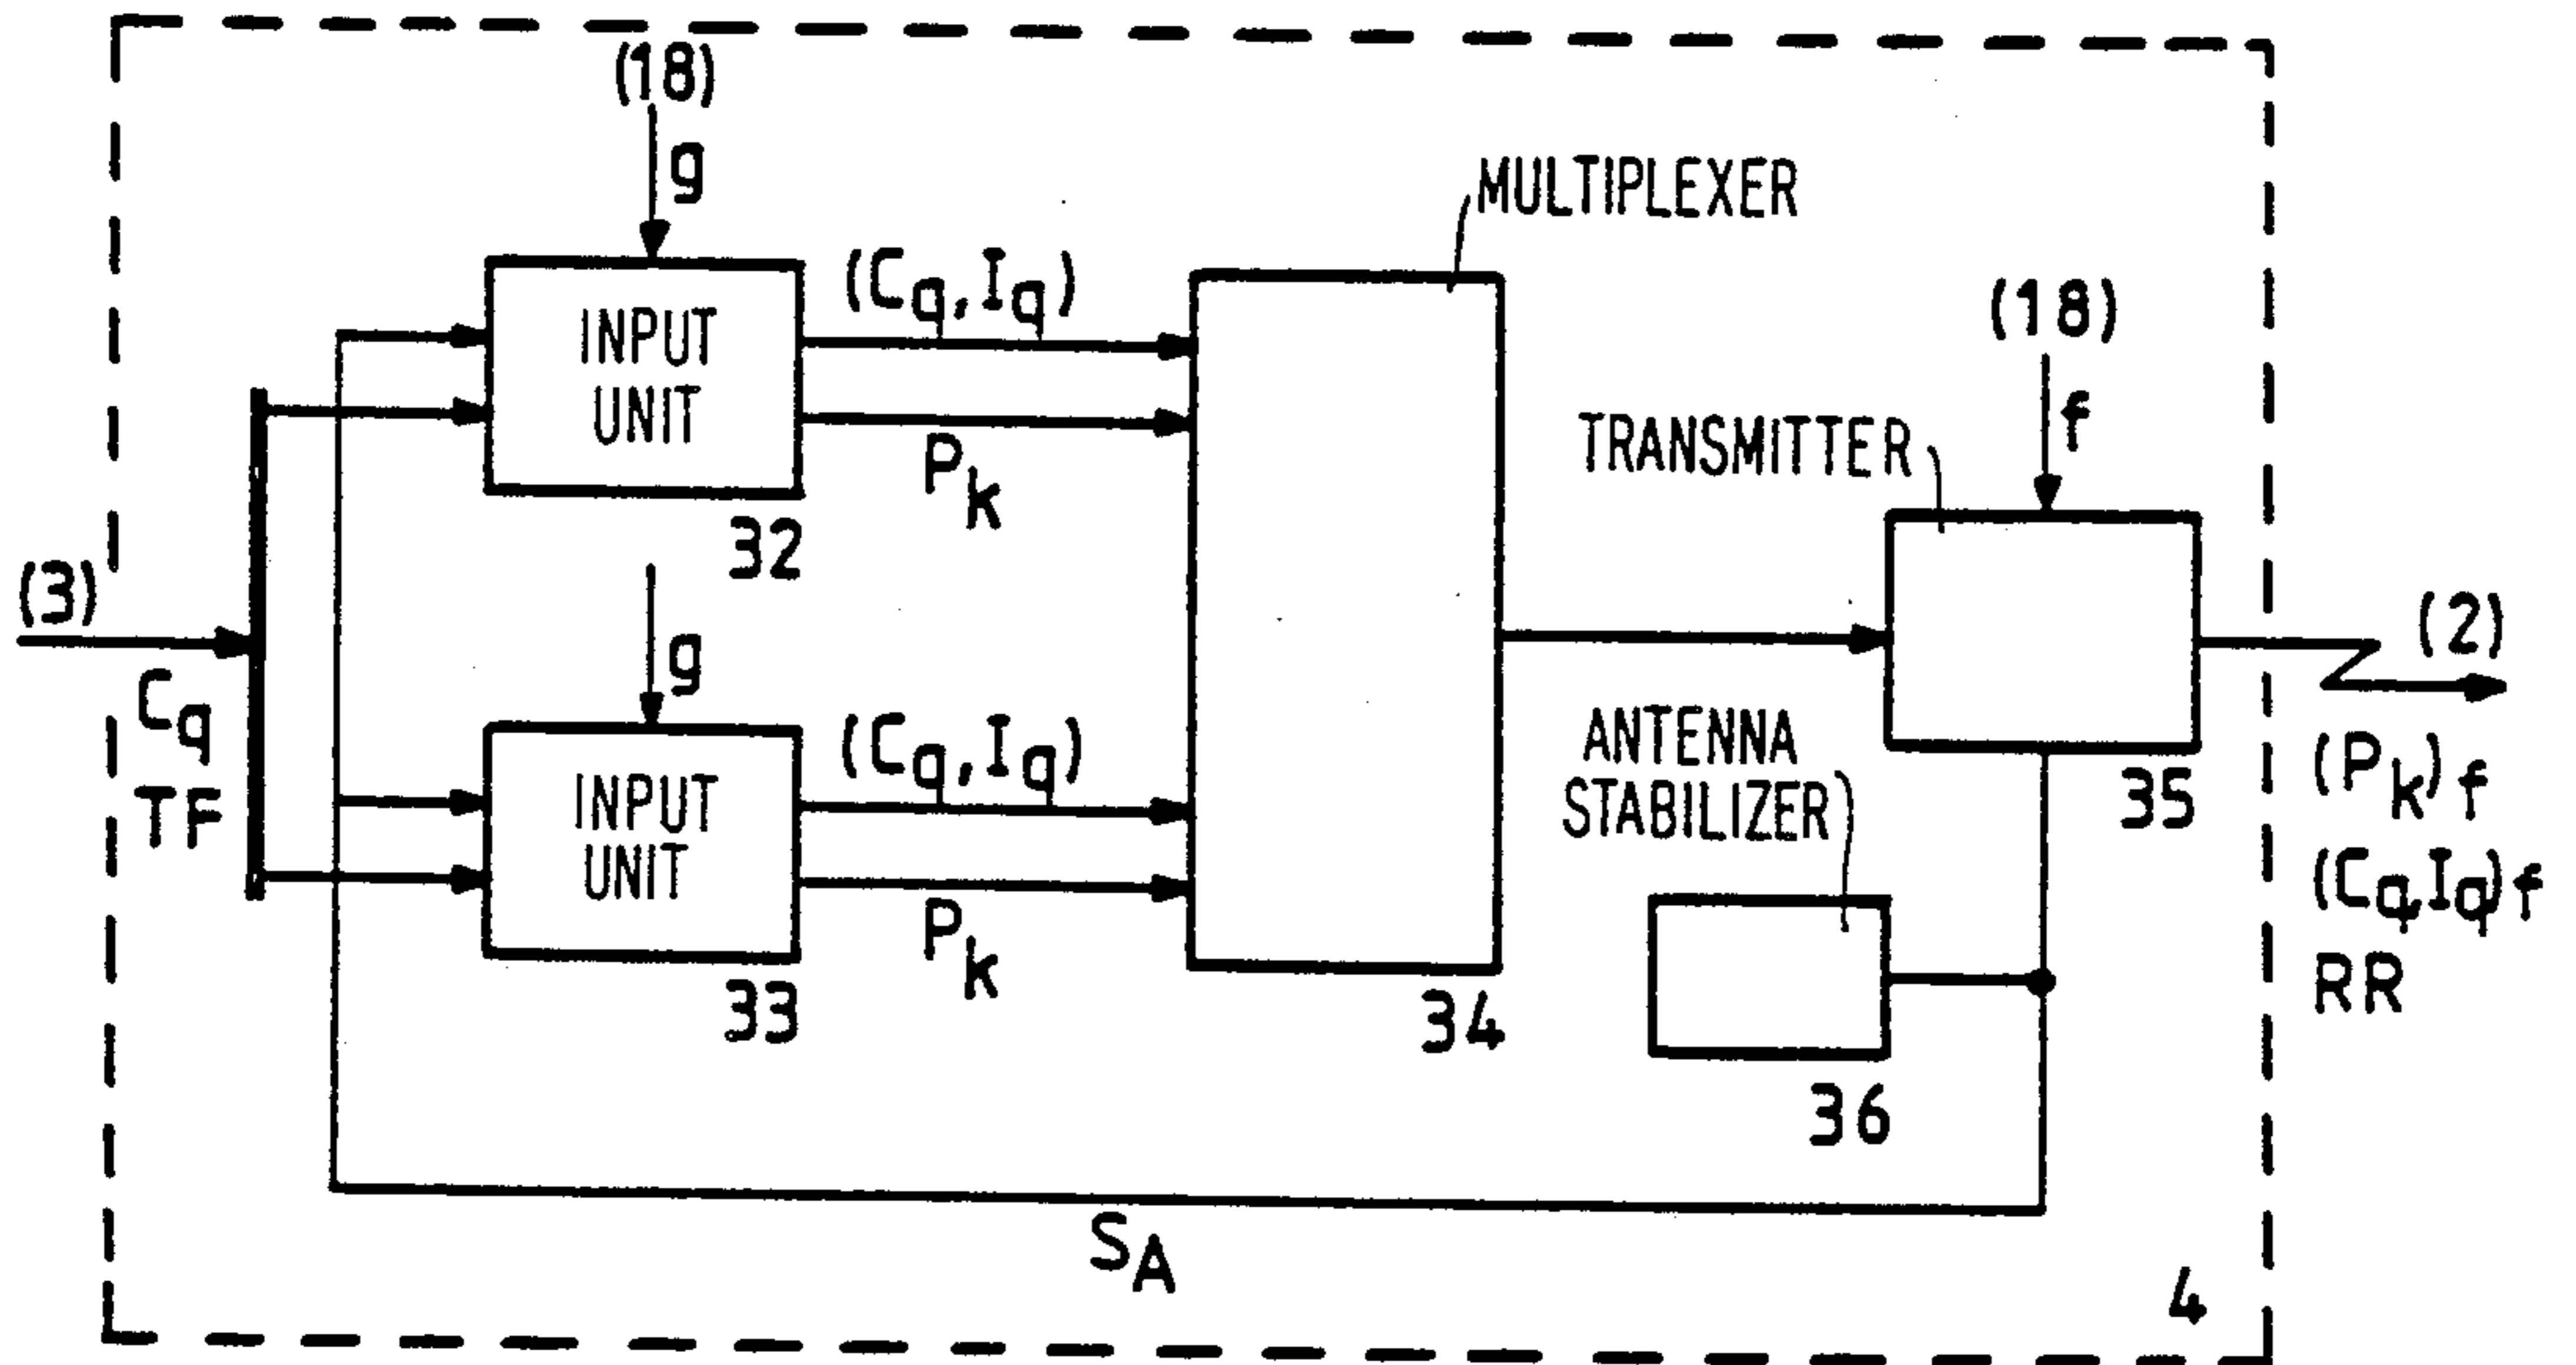 (18)
g
MULTIPLEXER
INPUT
UNIT
(Cq, Iq)
Pk
32
(18)
f
TRANSMITTER
(3)
Cq
TF
g
INPUT
UNIT
(Cq, Iq)
Pk
33
34
ANTENNA
STABILIZER
35
36
(2)
(Pk)f
(Cq, Iq)f
RR
SA
4